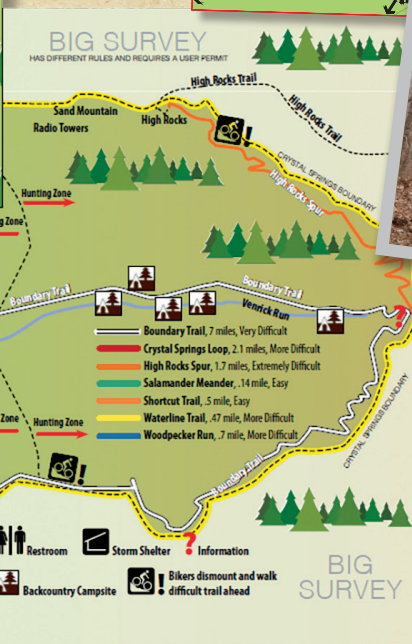 BIG SURVEY
HAS DIFFERENT RULES AND REQUIRES A USER PERMIT
High Rocks Trail
High Rocks Trail
Sand Mountain
Radio Towers
High Rocks
!
CRYSTAL SPRINGS BOUNDARY
High Rocks Spur
Hunting Zone
g Zone
Boundary Trail
Boundary Trail
Venrick Run
?
Boundary Trail, 7 miles, Very Difficult
Crystal Springs Loop, 2.1 miles, More Difficult
High Rocks Spur, 1.7 miles, Extremely Difficult
Salamander Meander, .14 mile, Easy
Shortcut Trail, .5 mile, Easy
Waterline Trail, .47 mile, More Difficult
Woodpecker Run, .7 mile, More Difficult
Zone
Hunting Zone
CRYSTAL SPRINGS BOUNDARY
!
Boundary Trail
Restroom
Storm Shelter
? Information
Backcountry Campsite
! Bikers dismount and walk
difficult trail ahead
BIG
SURVEY